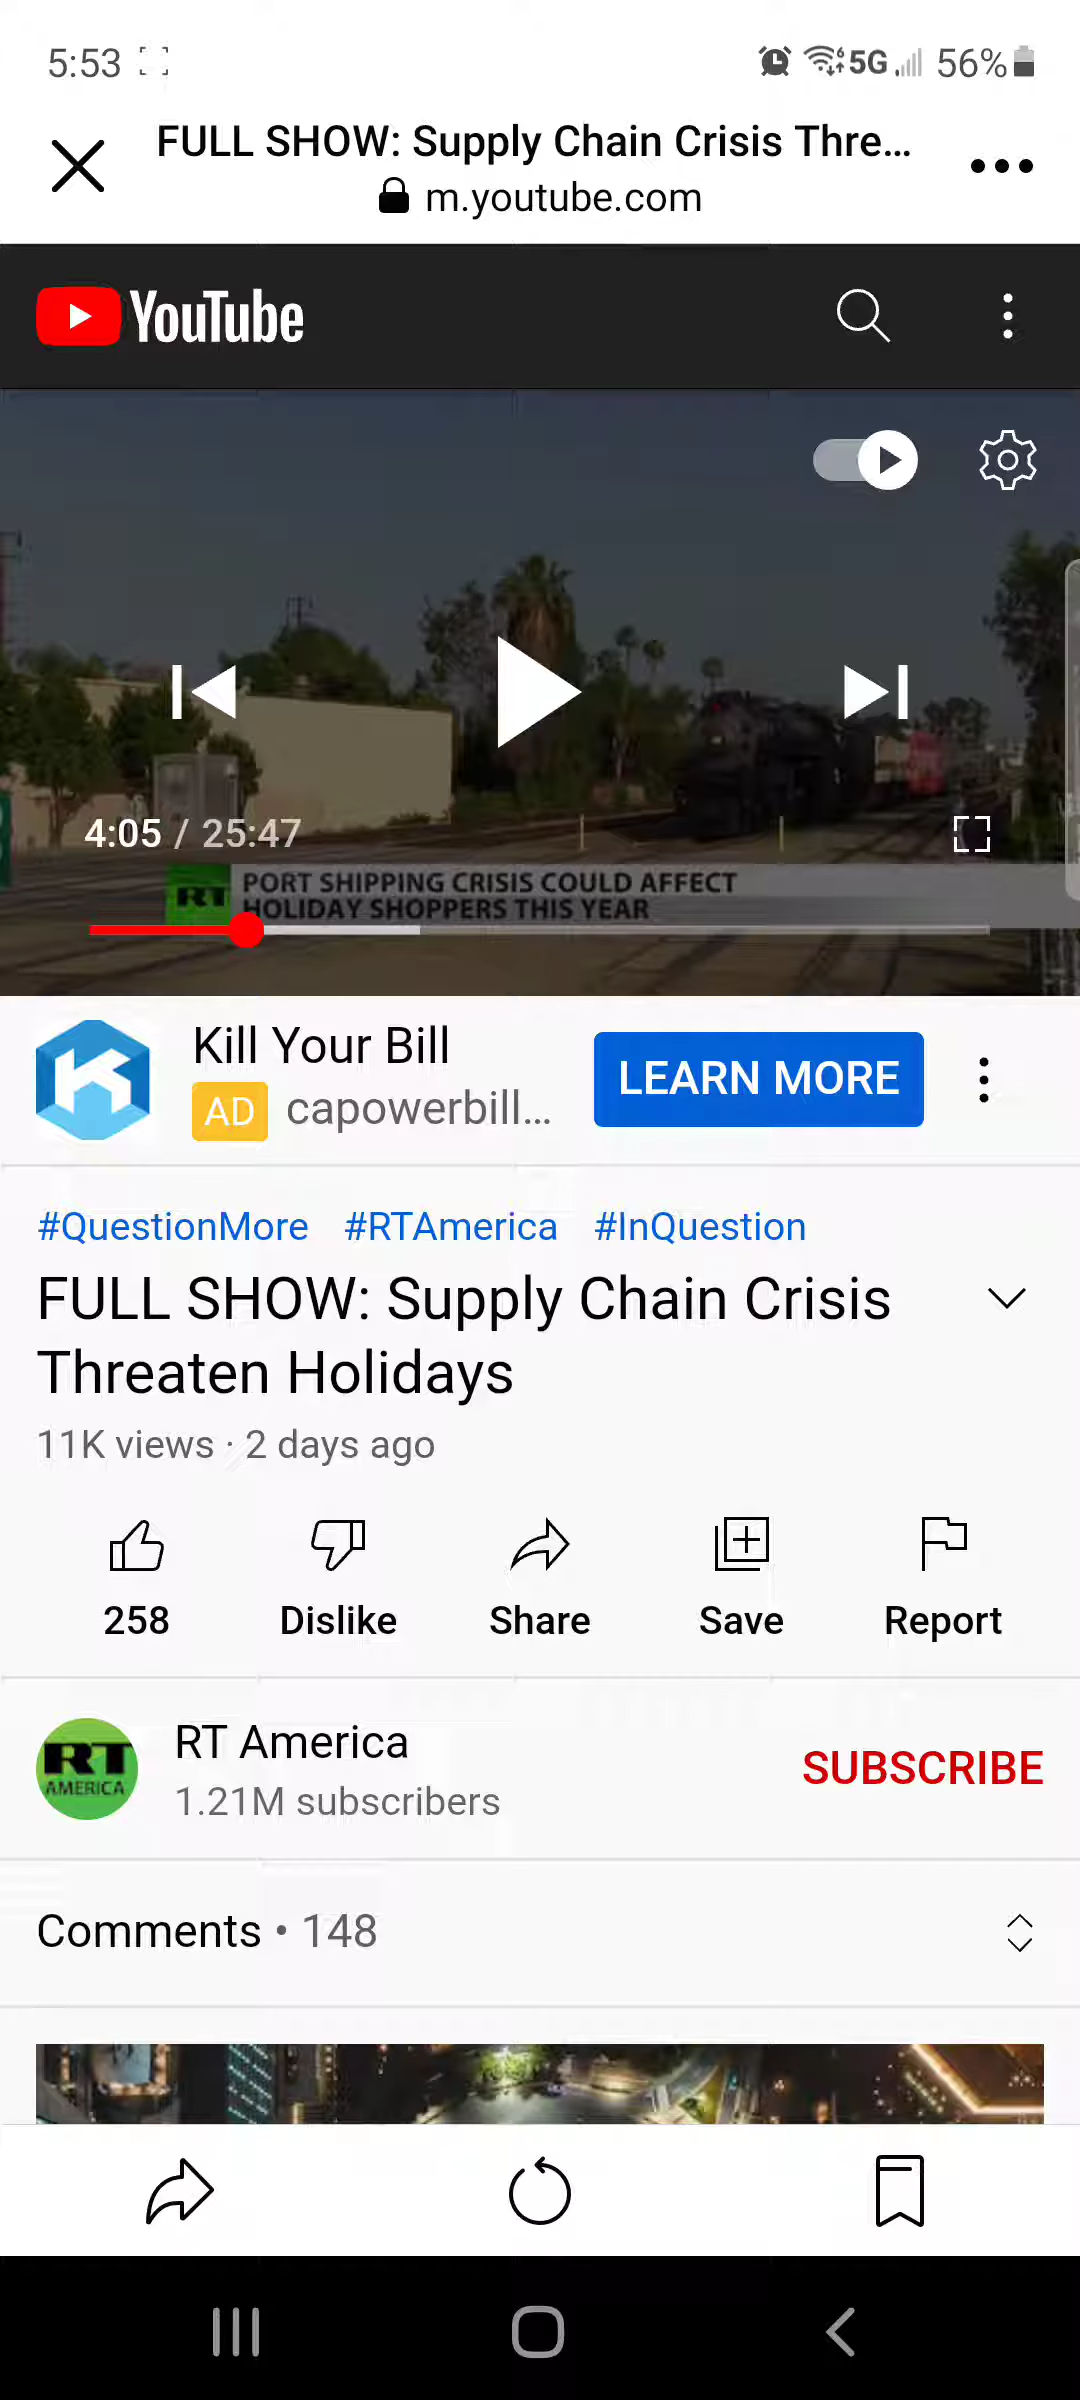 5:53
5G 56%
FULL SHOW: Supply Chain Crisis Thre...
m.youtube.com
YouTube
4:05 / 25:47
RT PORT SHIPPING CRISIS COULD AFFECT
HOLIDAY SHOPPERS THIS YEAR
Kill Your Bill
AD capowerbill...
LEARN MORE
#QuestionMore #RTAmerica #InQuestion
FULL SHOW: Supply Chain Crisis
Threaten Holidays
11K views · 2 days ago
258 Dislike Share Save Report
RT AMERICA
RT America
1.21M subscribers
SUBSCRIBE
Comments • 148